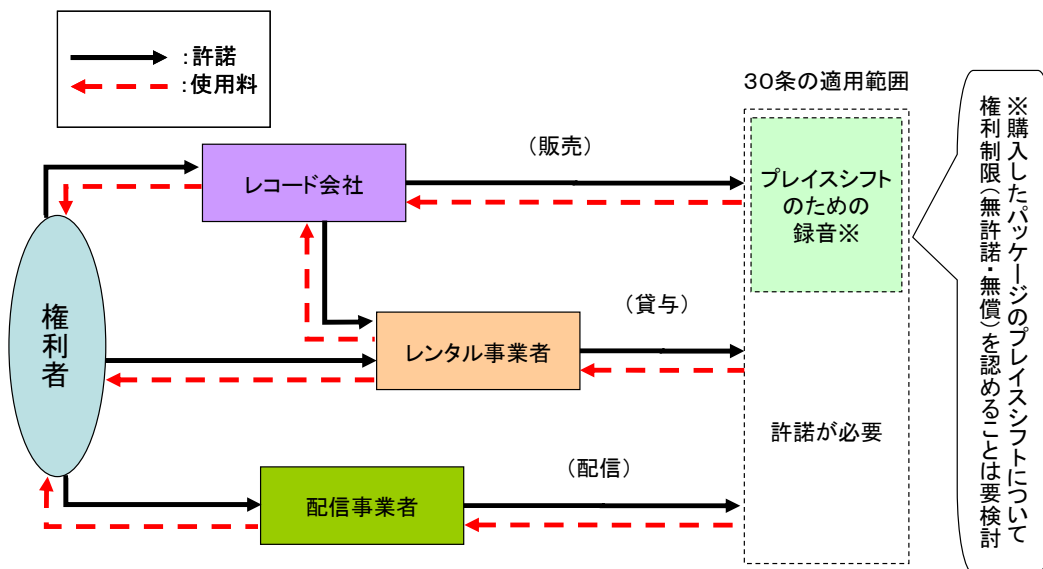 :許諾
:使用料
30条の適用範囲
(販売)
レコード会社
プレイスシフト
のための
録音※
権利者
(貸与)
レンタル事業者
許諾が必要
(配信)
配信事業者
※購入したパッケージのプレイスシフトについて
権利制限(無許諾・無償)を認めることは要検討